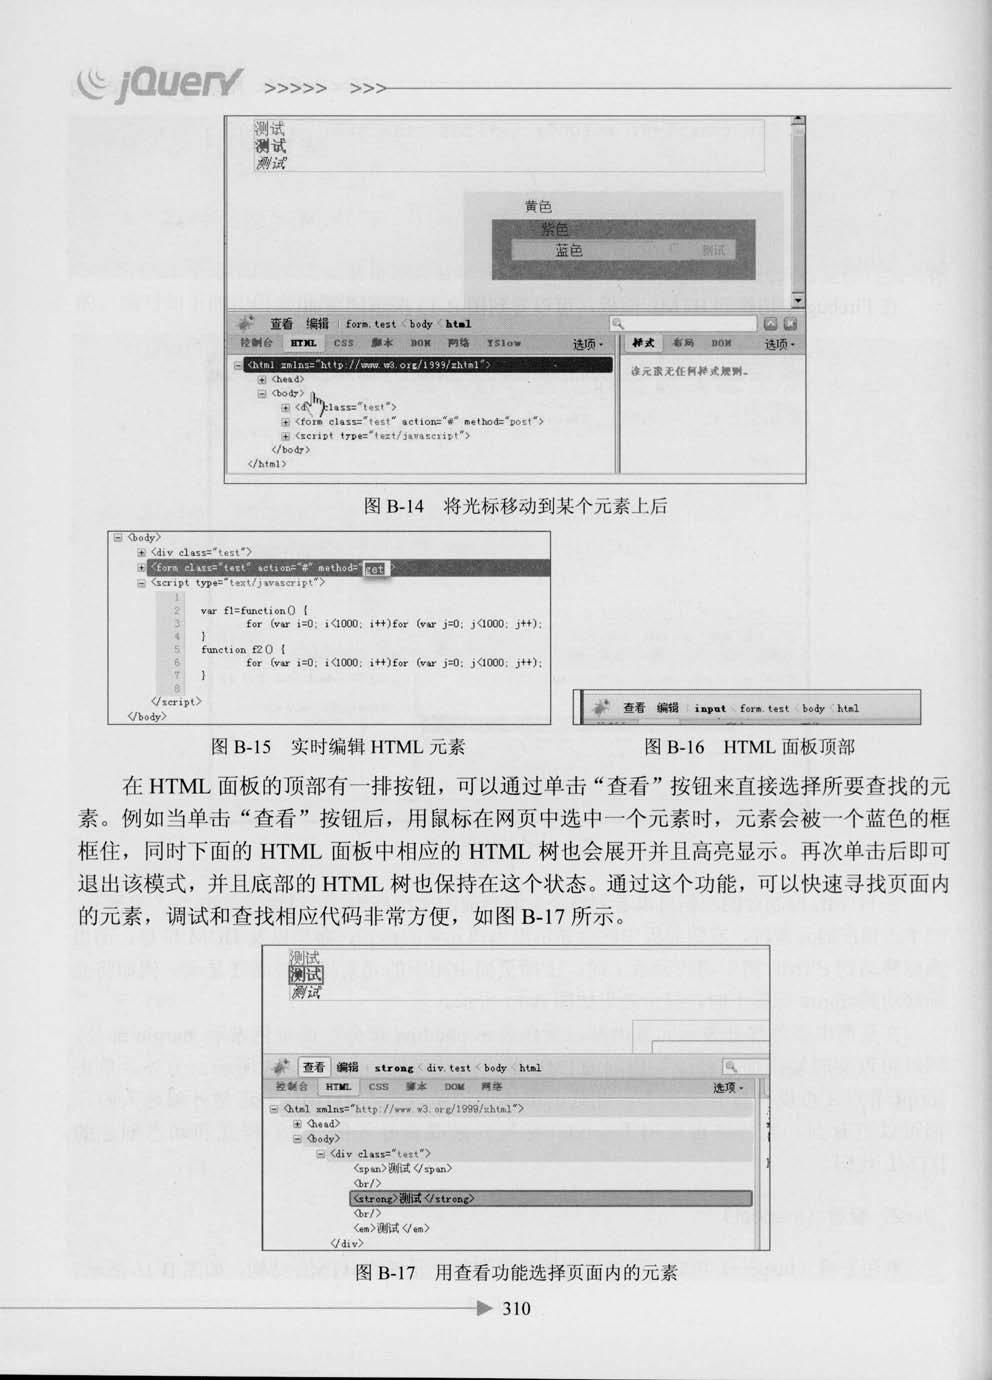 jQuery >>>>> >>>
测试
测试
测试
黄色
紫色
蓝色 测试
查看 编辑 form.test < body < html
控制台 HTML CSS 脚本 DOM 网络 YSlow 选项
样式 布局 DOM 选项
<html xmlns="http://www.w3.org/1999/xhtml">
该元素无任何样式规则。
<head>
<body>
class="test">
<form class="test" action="#" method="post">
<script type="text/javascript">
</body>
</html>
图 B-14 将光标移动到某个元素上后
<body>
<div class="test">
<form class="test" action="#" method="get">
<script type="text/javascript">
1
2 var f1=function() {
3 for (var i=0; i<1000; i++)for (var j=0; j<1000; j++);
4 }
5 function f2() {
6 for (var i=0; i<1000; i++)for (var j=0; j<1000; j++);
7 }
8
</script>
</body>
查看 编辑 input < form.test < body < html
图 B-15 实时编辑 HTML 元素
图 B-16 HTML 面板顶部
在 HTML 面板的顶部有一排按钮，可以通过单击“查看”按钮来直接选择所要查找的元
素。例如当单击“查看”按钮后，用鼠标在网页中选中一个元素时，元素会被一个蓝色的框
框住，同时下面的 HTML 面板中相应的 HTML 树也会展开并且高亮显示。再次单击后即可
退出该模式，并且底部的 HTML 树也保持在这个状态。通过这个功能，可以快速寻找页面内
的元素，调试和查找相应代码非常方便，如图 B-17 所示。
测试
测试
测试
查看 编辑 strong < div.test < body < html
控制台 HTML CSS 脚本 DOM 网络 选项
<html xmlns="http://www.w3.org/1999/xhtml">
<head>
<body>
<div class="test">
<span>测试</span>
<br/>
<strong>测试</strong>
<br/>
<em>测试</em>
</div>
图 B-17 用查看功能选择页面内的元素
310